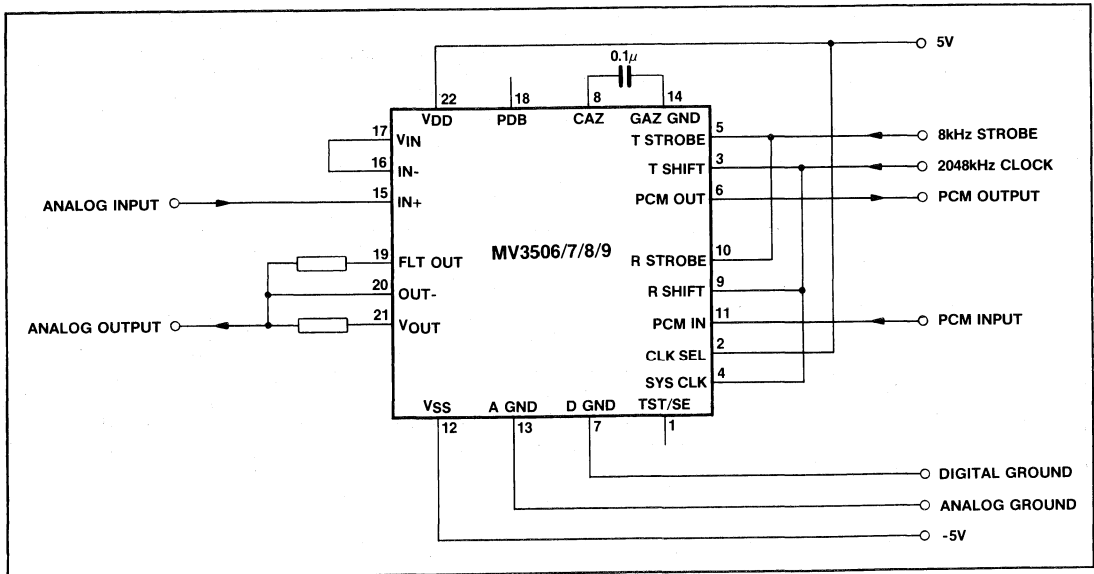 5V
0.1µ
22
18
8
14
VDD
PDB
CAZ
GAZ GND
17
VIN
T STROBE
5
8kHz STROBE
16
IN-
T SHIFT
3
2048kHz CLOCK
ANALOG INPUT
15
IN+
PCM OUT
6
PCM OUTPUT
MV3506/7/8/9
19
FLT OUT
R STROBE
10
20
OUT-
R SHIFT
9
ANALOG OUTPUT
21
VOUT
PCM IN
11
PCM INPUT
CLK SEL
2
SYS CLK
4
VSS
A GND
D GND
TST/SE
12
13
7
1
DIGITAL GROUND
ANALOG GROUND
-5V